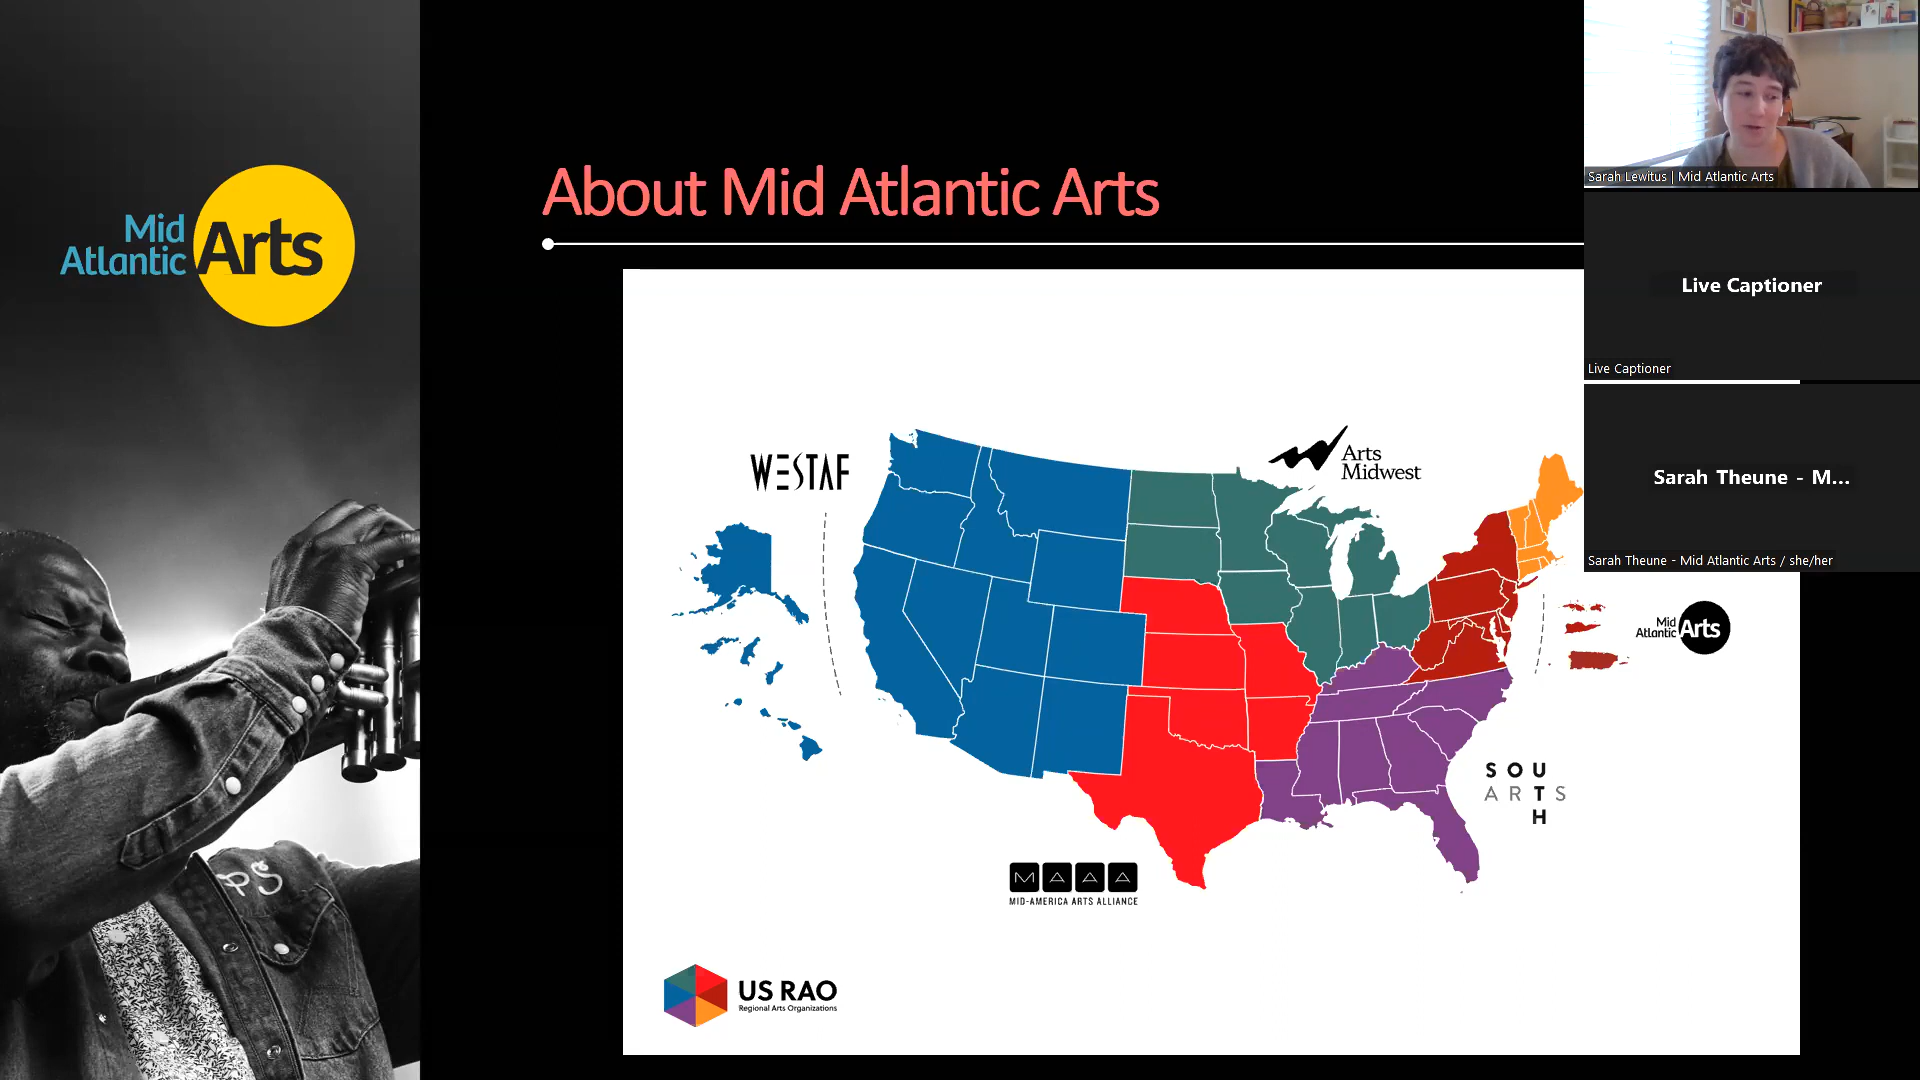 Mid
Atlantic Arts
PS
About Mid Atlantic Arts
WESTAF
Arts
Midwest
Mid
Atlantic Arts
SOUTH
ARTS
MAAA
MID-AMERICA ARTS ALLIANCE
US RAO
Regional Arts Organizations
Sarah Lewitus | Mid Atlantic Arts
Live Captioner
Live Captioner
Sarah Theune - M...
Sarah Theune - Mid Atlantic Arts / she/her